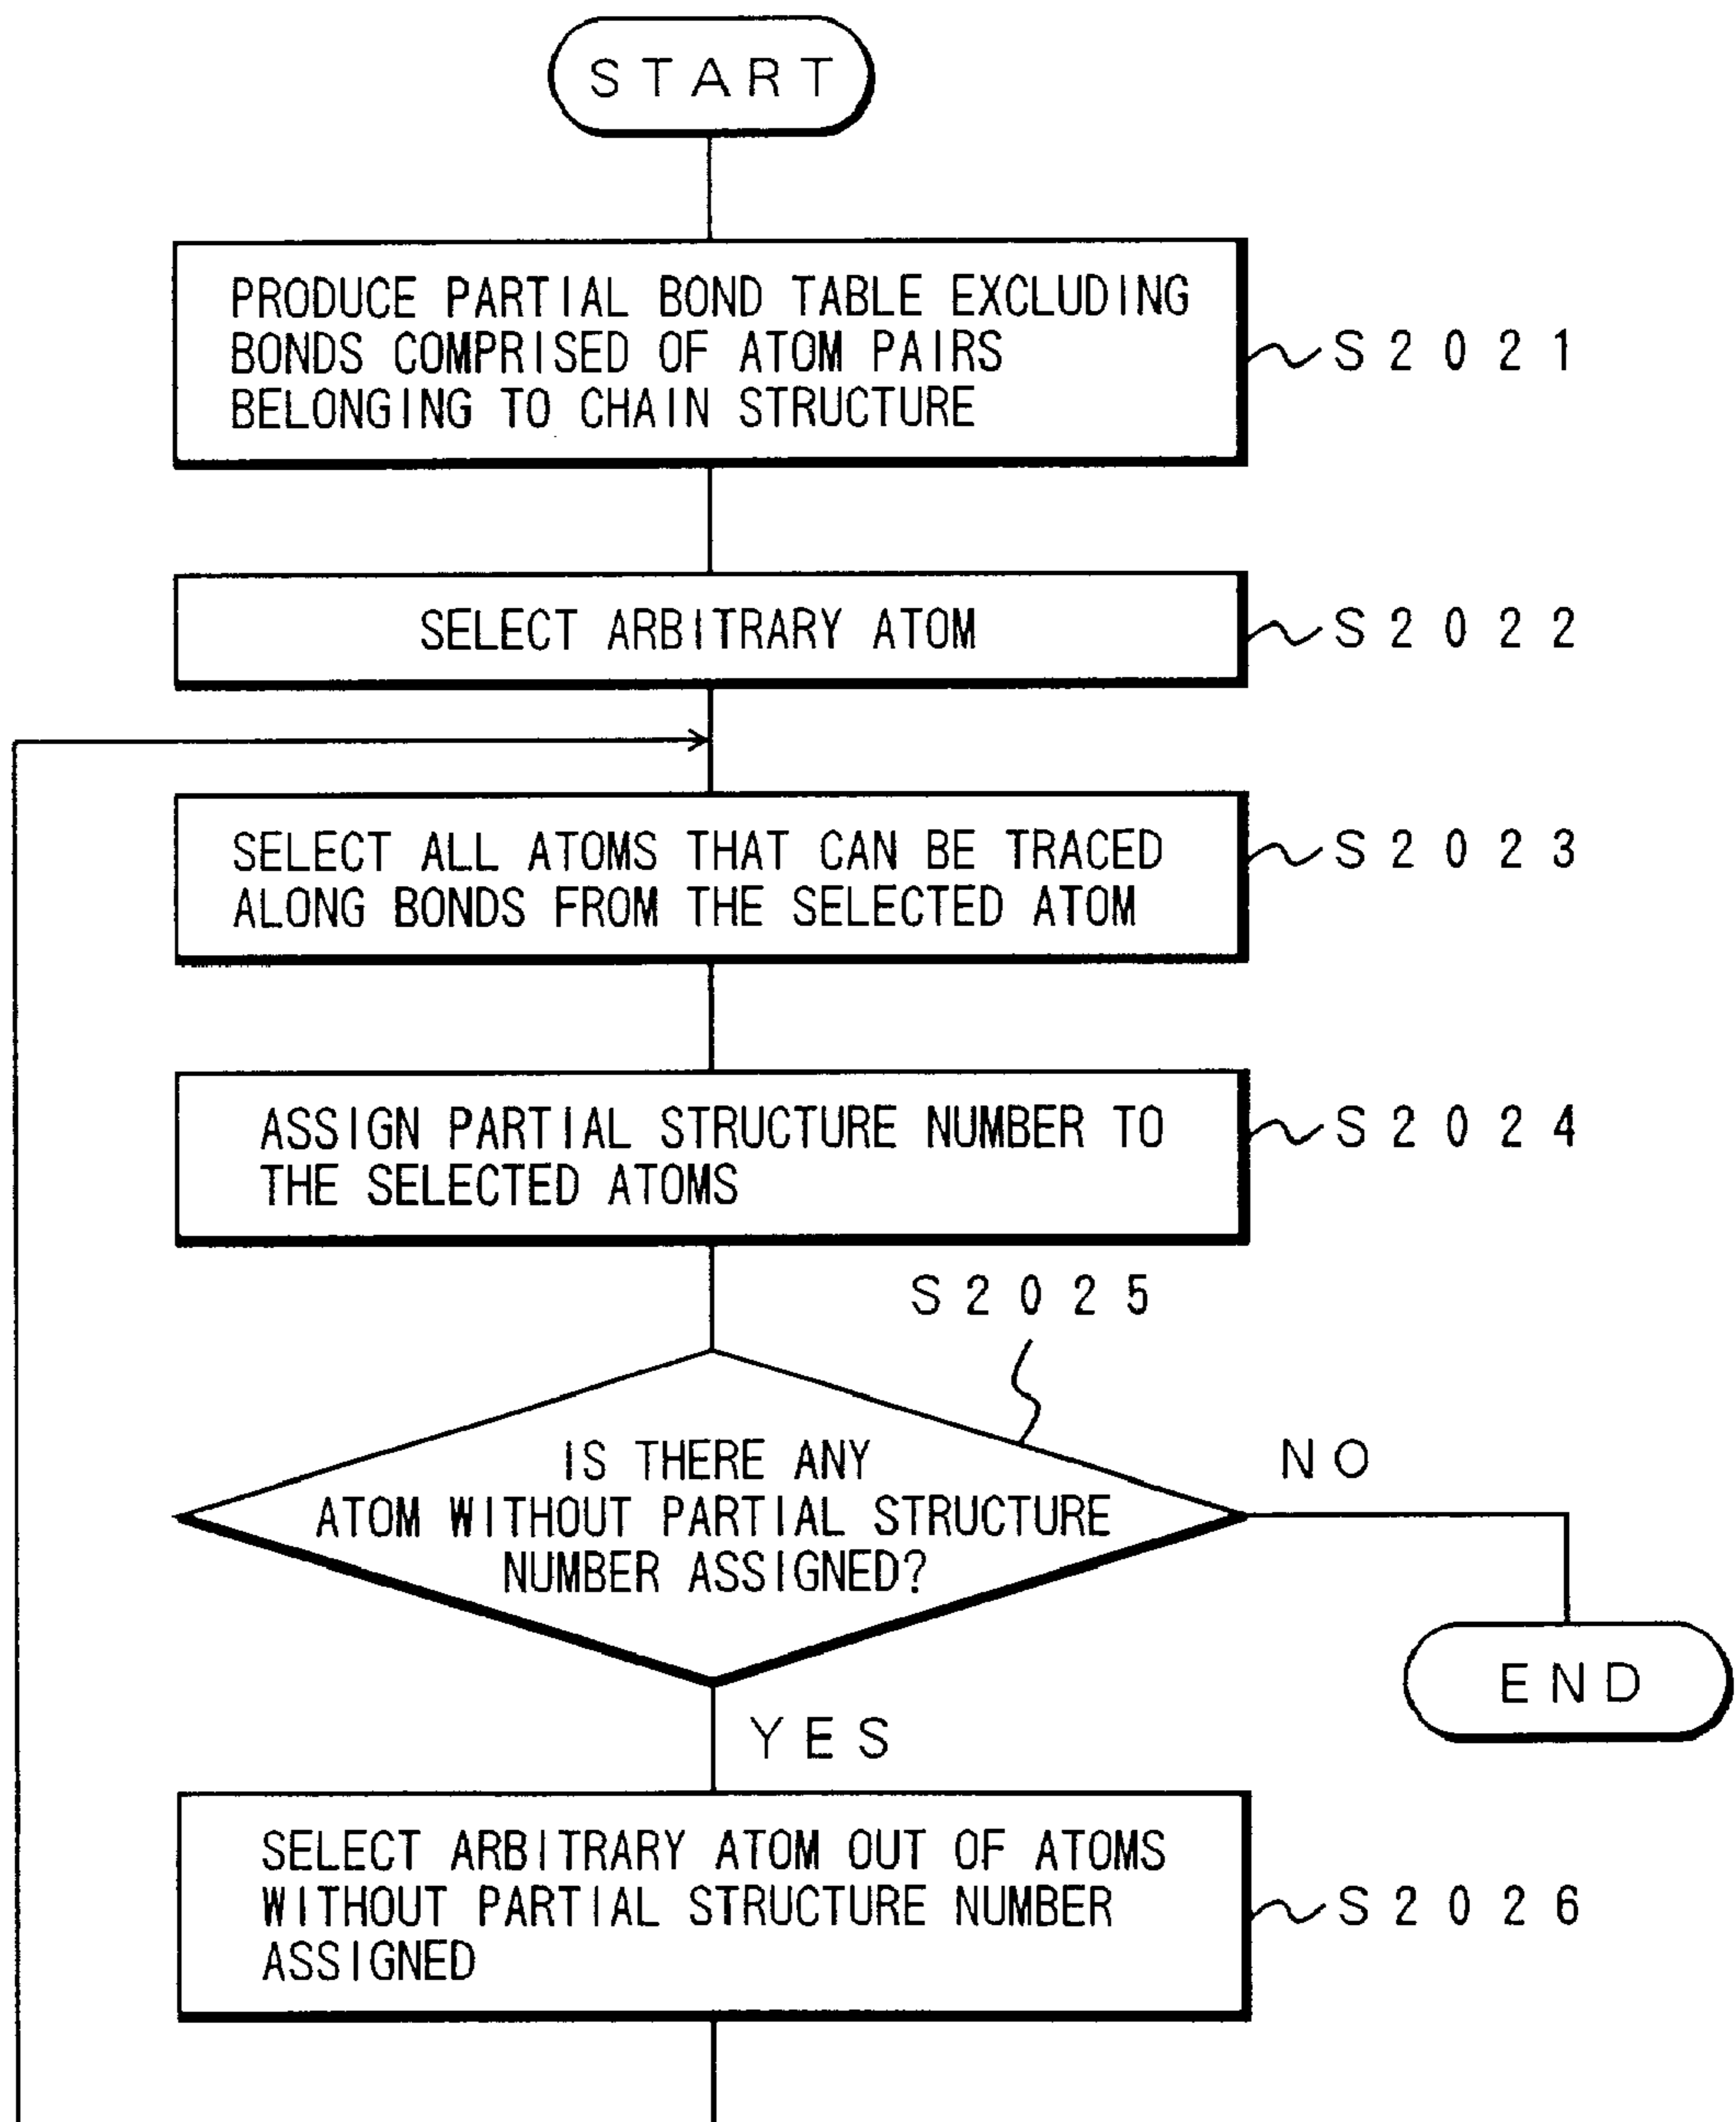 START
PRODUCE PARTIAL BOND TABLE EXCLUDING
BONDS COMPRISED OF ATOM PAIRS
BELONGING TO CHAIN STRUCTURE
S2021
SELECT ARBITRARY ATOM
S2022
SELECT ALL ATOMS THAT CAN BE TRACED
ALONG BONDS FROM THE SELECTED ATOM
S2023
ASSIGN PARTIAL STRUCTURE NUMBER TO
THE SELECTED ATOMS
S2024
S2025
IS THERE ANY
ATOM WITHOUT PARTIAL STRUCTURE
NUMBER ASSIGNED?
NO
END
YES
SELECT ARBITRARY ATOM OUT OF ATOMS
WITHOUT PARTIAL STRUCTURE NUMBER
ASSIGNED
S2026